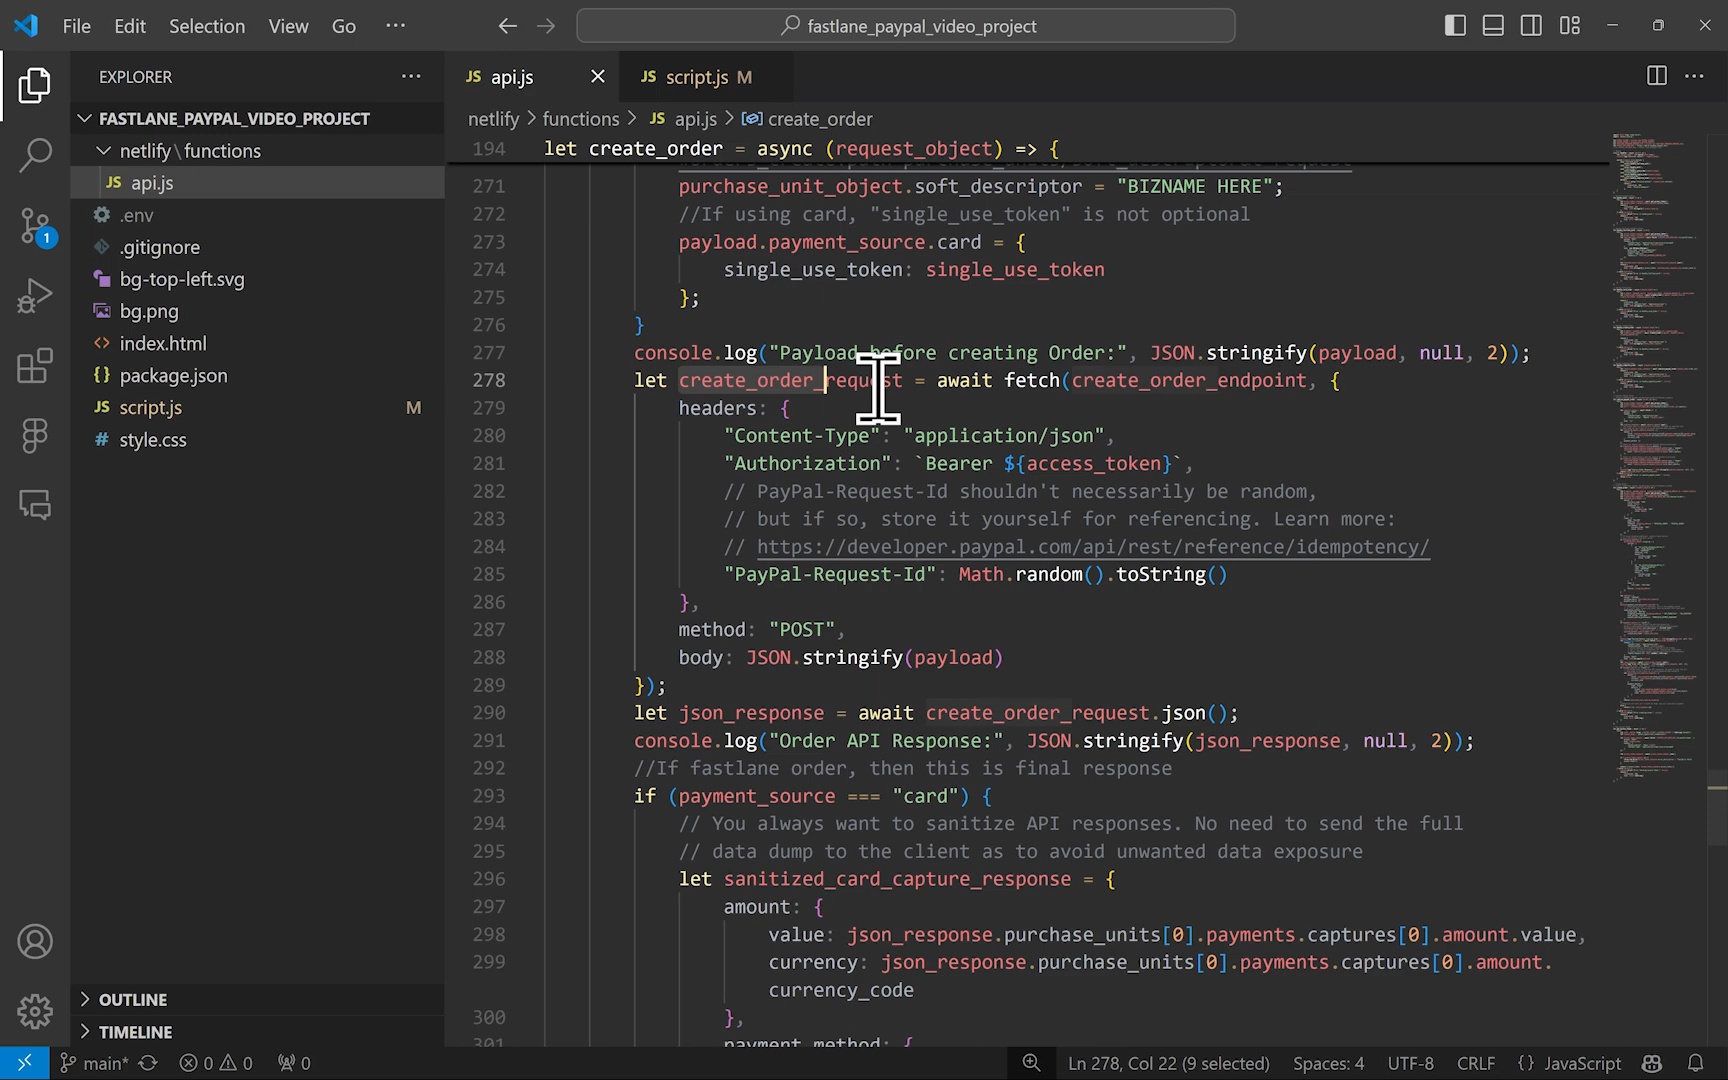 File Edit Selection View Go ···
fastlane_paypal_video_project
EXPLORER
FASTLANE_PAYPAL_VIDEO_PROJECT
netlify\functions
JS api.js
.env
.gitignore
bg-top-left.svg
bg.png
<> index.html
{} package.json
JS script.js M
# style.css
OUTLINE
TIMELINE
1
JS api.js
JS script.js M
netlify > functions > JS api.js > create_order
194 let create_order = async (request_object) => {
271 purchase_unit_object.soft_descriptor = "BIZNAME HERE";
272 //If using card, "single_use_token" is not optional
273 payload.payment_source.card = {
274 single_use_token: single_use_token
275 };
276 }
277 console.log("Payload before creating Order:", JSON.stringify(payload, null, 2));
278 let create_order_request = await fetch(create_order_endpoint, {
279 headers: {
280 "Content-Type": "application/json",
281 "Authorization": `Bearer ${access_token}`,
282 // PayPal-Request-Id shouldn't necessarily be random,
283 // but if so, store it yourself for referencing. Learn more:
284 // https://developer.paypal.com/api/rest/reference/idempotency/
285 "PayPal-Request-Id": Math.random().toString()
286 },
287 method: "POST",
288 body: JSON.stringify(payload)
289 });
290 let json_response = await create_order_request.json();
291 console.log("Order API Response:", JSON.stringify(json_response, null, 2));
292 //If fastlane order, then this is final response
293 if (payment_source === "card") {
294 // You always want to sanitize API responses. No need to send the full
295 // data dump to the client as to avoid unwanted data exposure
296 let sanitized_card_capture_response = {
297 amount: {
298 value: json_response.purchase_units[0].payments.captures[0].amount.value,
299 currency: json_response.purchase_units[0].payments.captures[0].amount.
currency_code
300 },
301 payment_method: {
main* 0 0 0
Ln 278, Col 22 (9 selected) Spaces: 4 UTF-8 CRLF {} JavaScript